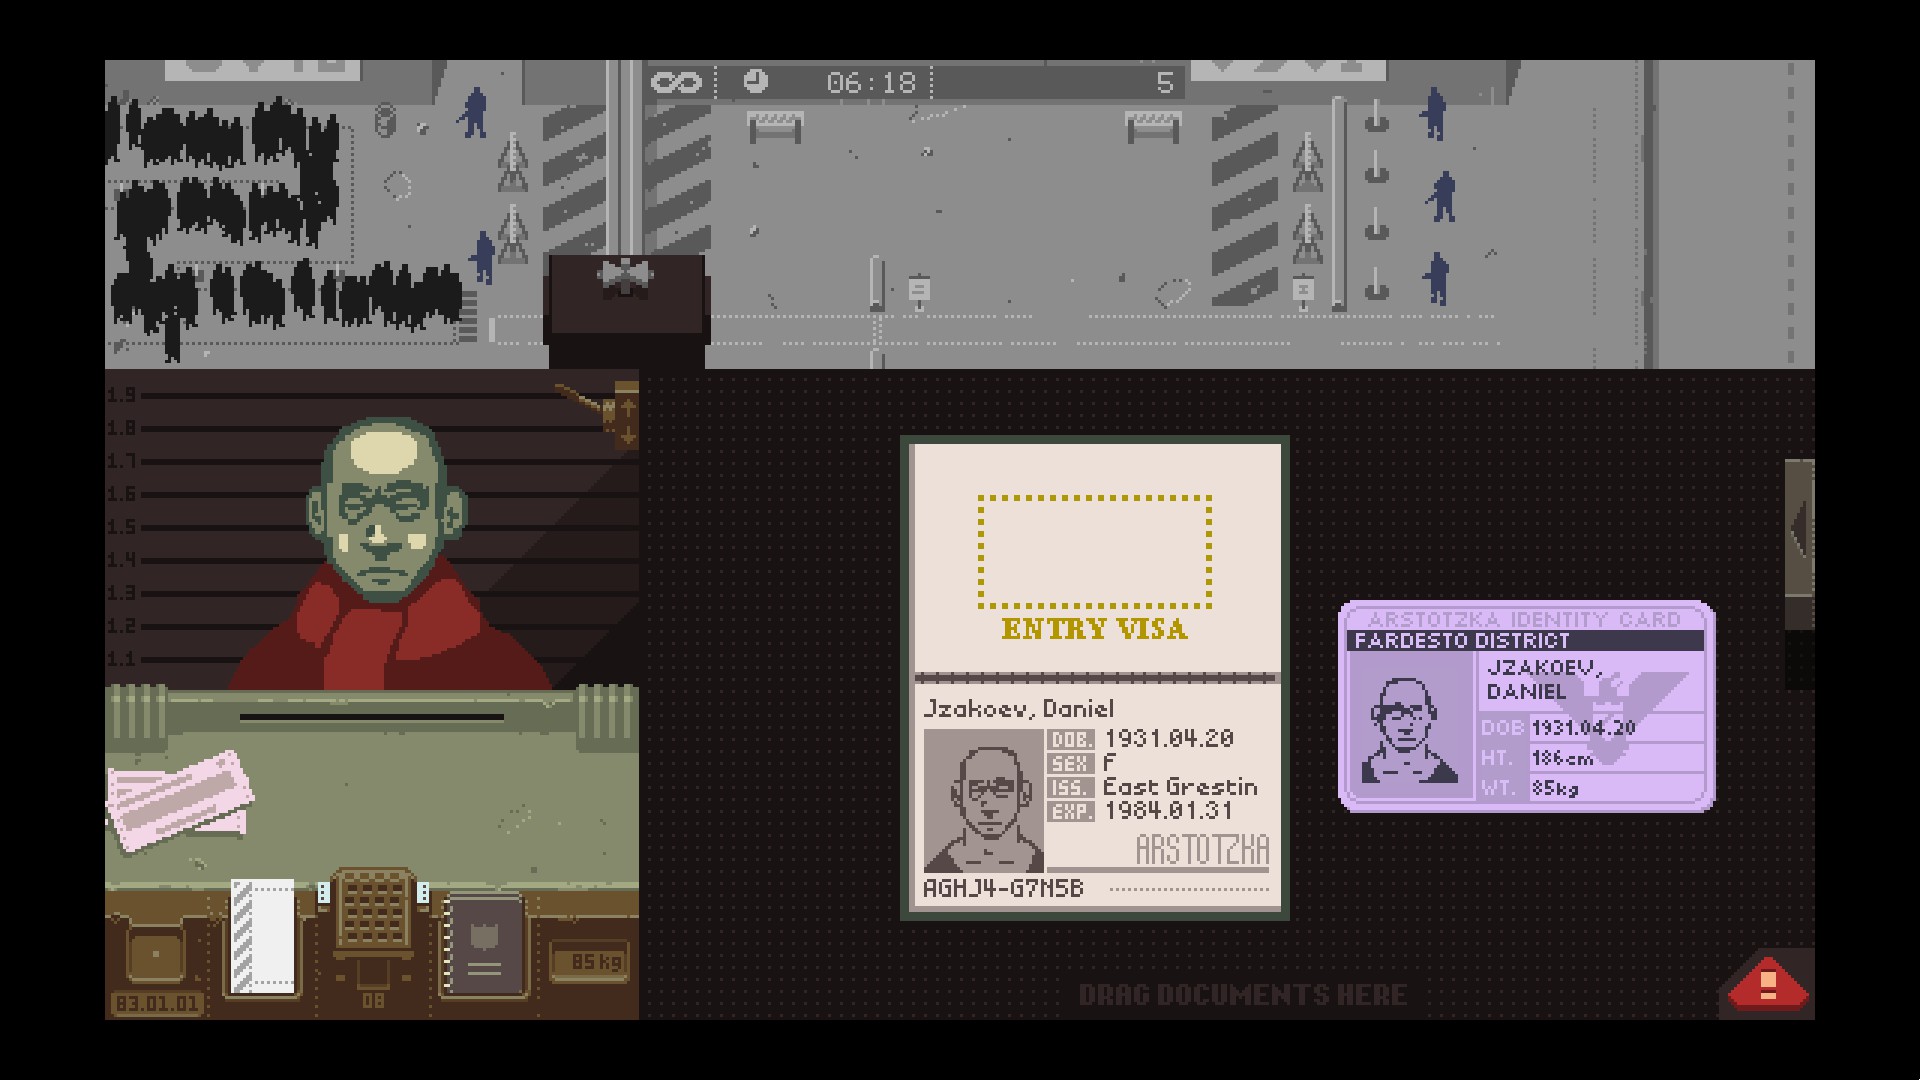 06:18
5
1.9
1.8
1.7
1.6
1.5
1.4
1.3
1.2
1.1
ENTRY VISA
Jzakoev, Daniel
DOB. 1931.04.20
SEX F
ISS. East Grestin
EXP. 1984.01.31
ARSTOTZKA
AGHJ4-G7N5B
ARSTOTZKA IDENTITY CARD
FARDESTO DISTRICT
JZAKOEV,
DANIEL
DOB 1931.04.20
HT. 186cm
WT. 85kg
85kg
83.01.01
08
DRAG DOCUMENTS HERE